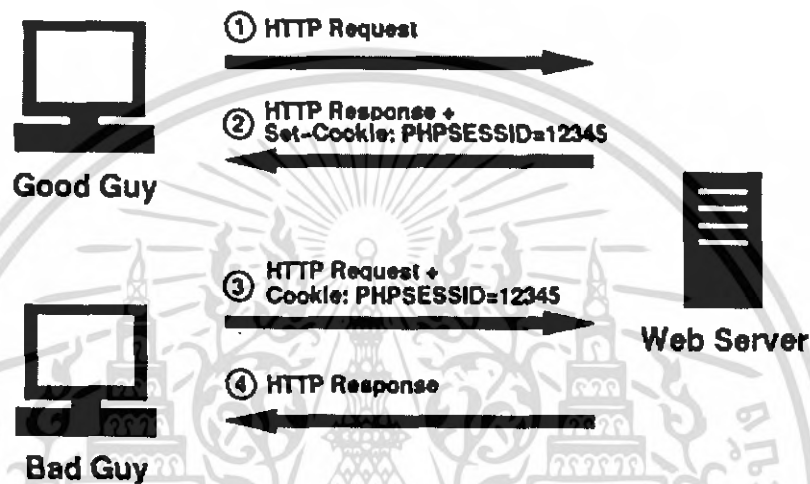 ① HTTP Request
② HTTP Response +
Set-Cookie: PHPSESSID=12345
Good Guy
③ HTTP Request +
Cookie: PHPSESSID=12345
Web Server
④ HTTP Response
Bad Guy